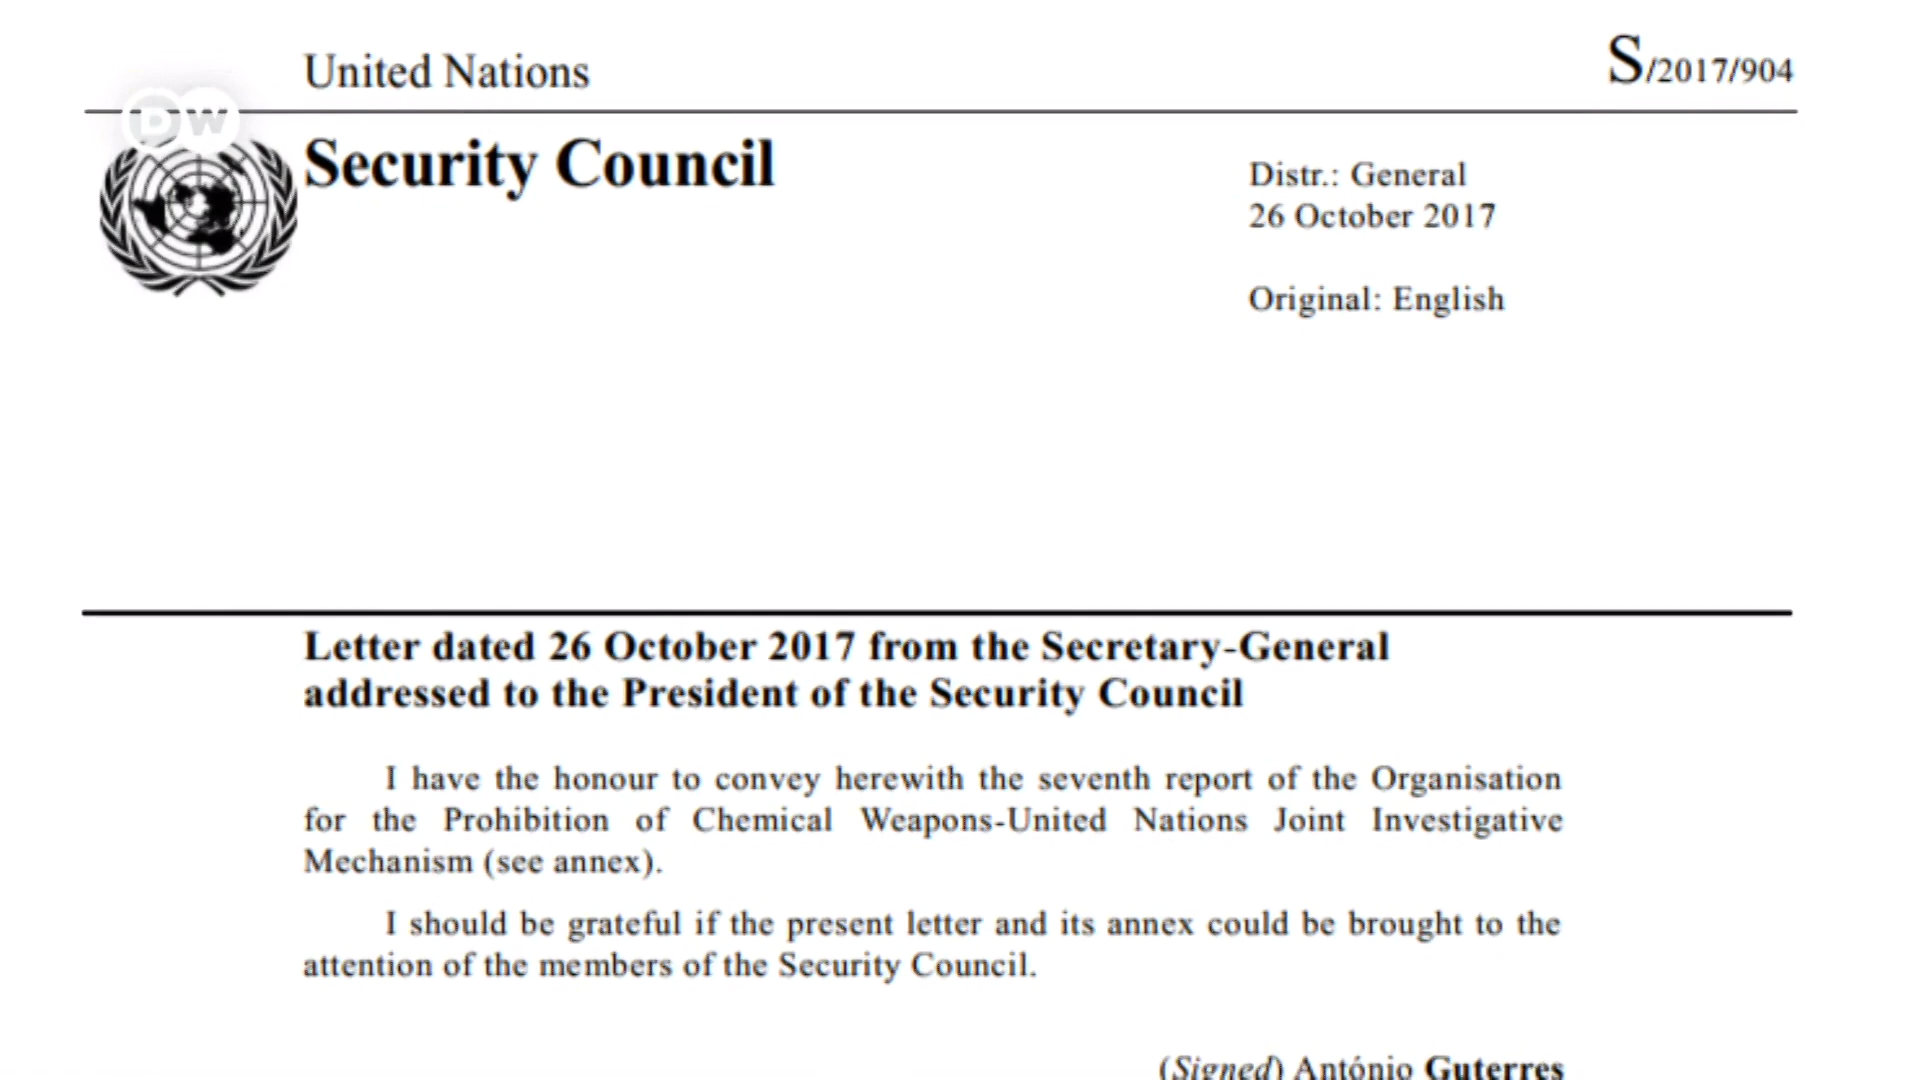 United Nations
S/2017/904
DW
Security Council
Distr.: General
26 October 2017
Original: English
Letter dated 26 October 2017 from the Secretary-General
addressed to the President of the Security Council
I have the honour to convey herewith the seventh report of the Organisation
for the Prohibition of Chemical Weapons-United Nations Joint Investigative
Mechanism (see annex).
I should be grateful if the present letter and its annex could be brought to the
attention of the members of the Security Council.
(Signed) António Guterres